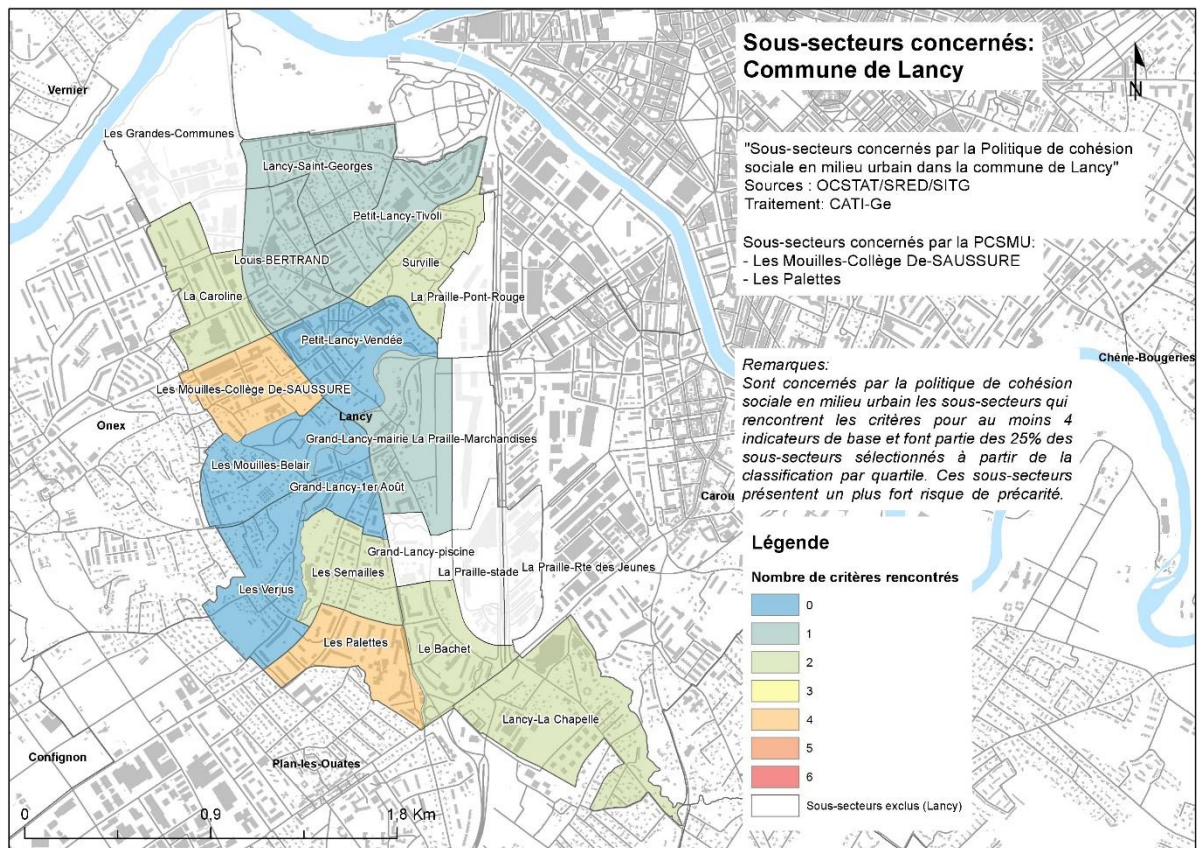 Sous-secteurs concernés:
Commune de Lancy
N
"Sous-secteurs concernés par la Politique de cohésion
sociale en milieu urbain dans la commune de Lancy"
Sources : OCSTAT/SRED/SITG
Traitement: CATI-Ge
Sous-secteurs concernés par la PCSMU:
- Les Mouilles-Collège De-SAUSSURE
- Les Palettes
Remarques:
Sont concernés par la politique de cohésion
sociale en milieu urbain les sous-secteurs qui
rencontrent les critères pour au moins 4
indicateurs de base et font partie des 25% des
sous-secteurs sélectionnés à partir de la
classification par quartile. Ces sous-secteurs
présentent un plus fort risque de précarité.
Légende
Nombre de critères rencontrés
0
1
2
3
4
5
6
Sous-secteurs exclus (Lancy)
Vernier
Les Grandes-Communes
Lancy-Saint-Georges
Petit-Lancy-Tivoli
Louis-BERTRAND
Surville
La Caroline
La Praille-Pont-Rouge
Petit-Lancy-Vendée
Chêne-Bougeries
Les Mouilles-Collège De-SAUSSURE
Lancy
Onex
Grand-Lancy-mairie
La Praille-Marchandises
Les Mouilles-Belair
Grand-Lancy-1er Août
Carou
Grand-Lancy-piscine
La Praille-Rte des Jeunes
Les Semailles
La Praille-stade
Les Verjus
Les Palettes
Le Bachet
Lancy-La Chapelle
Confignon
Plan-les-Ouates
0
0,9
1,8 Km